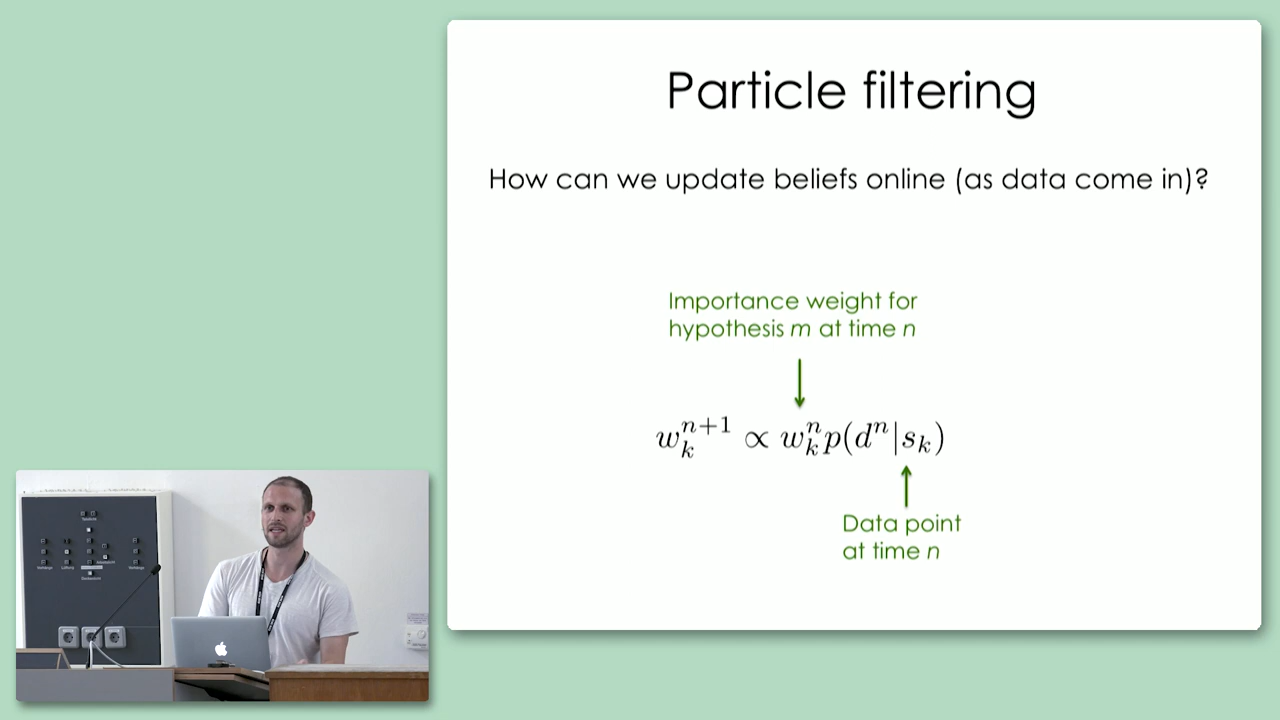 Particle filtering
How can we update beliefs online (as data come in)?
Importance weight for
hypothesis m at time n
w_k^{n+1} ∝ w_k^n p(d^n|s_k)
Data point
at time n